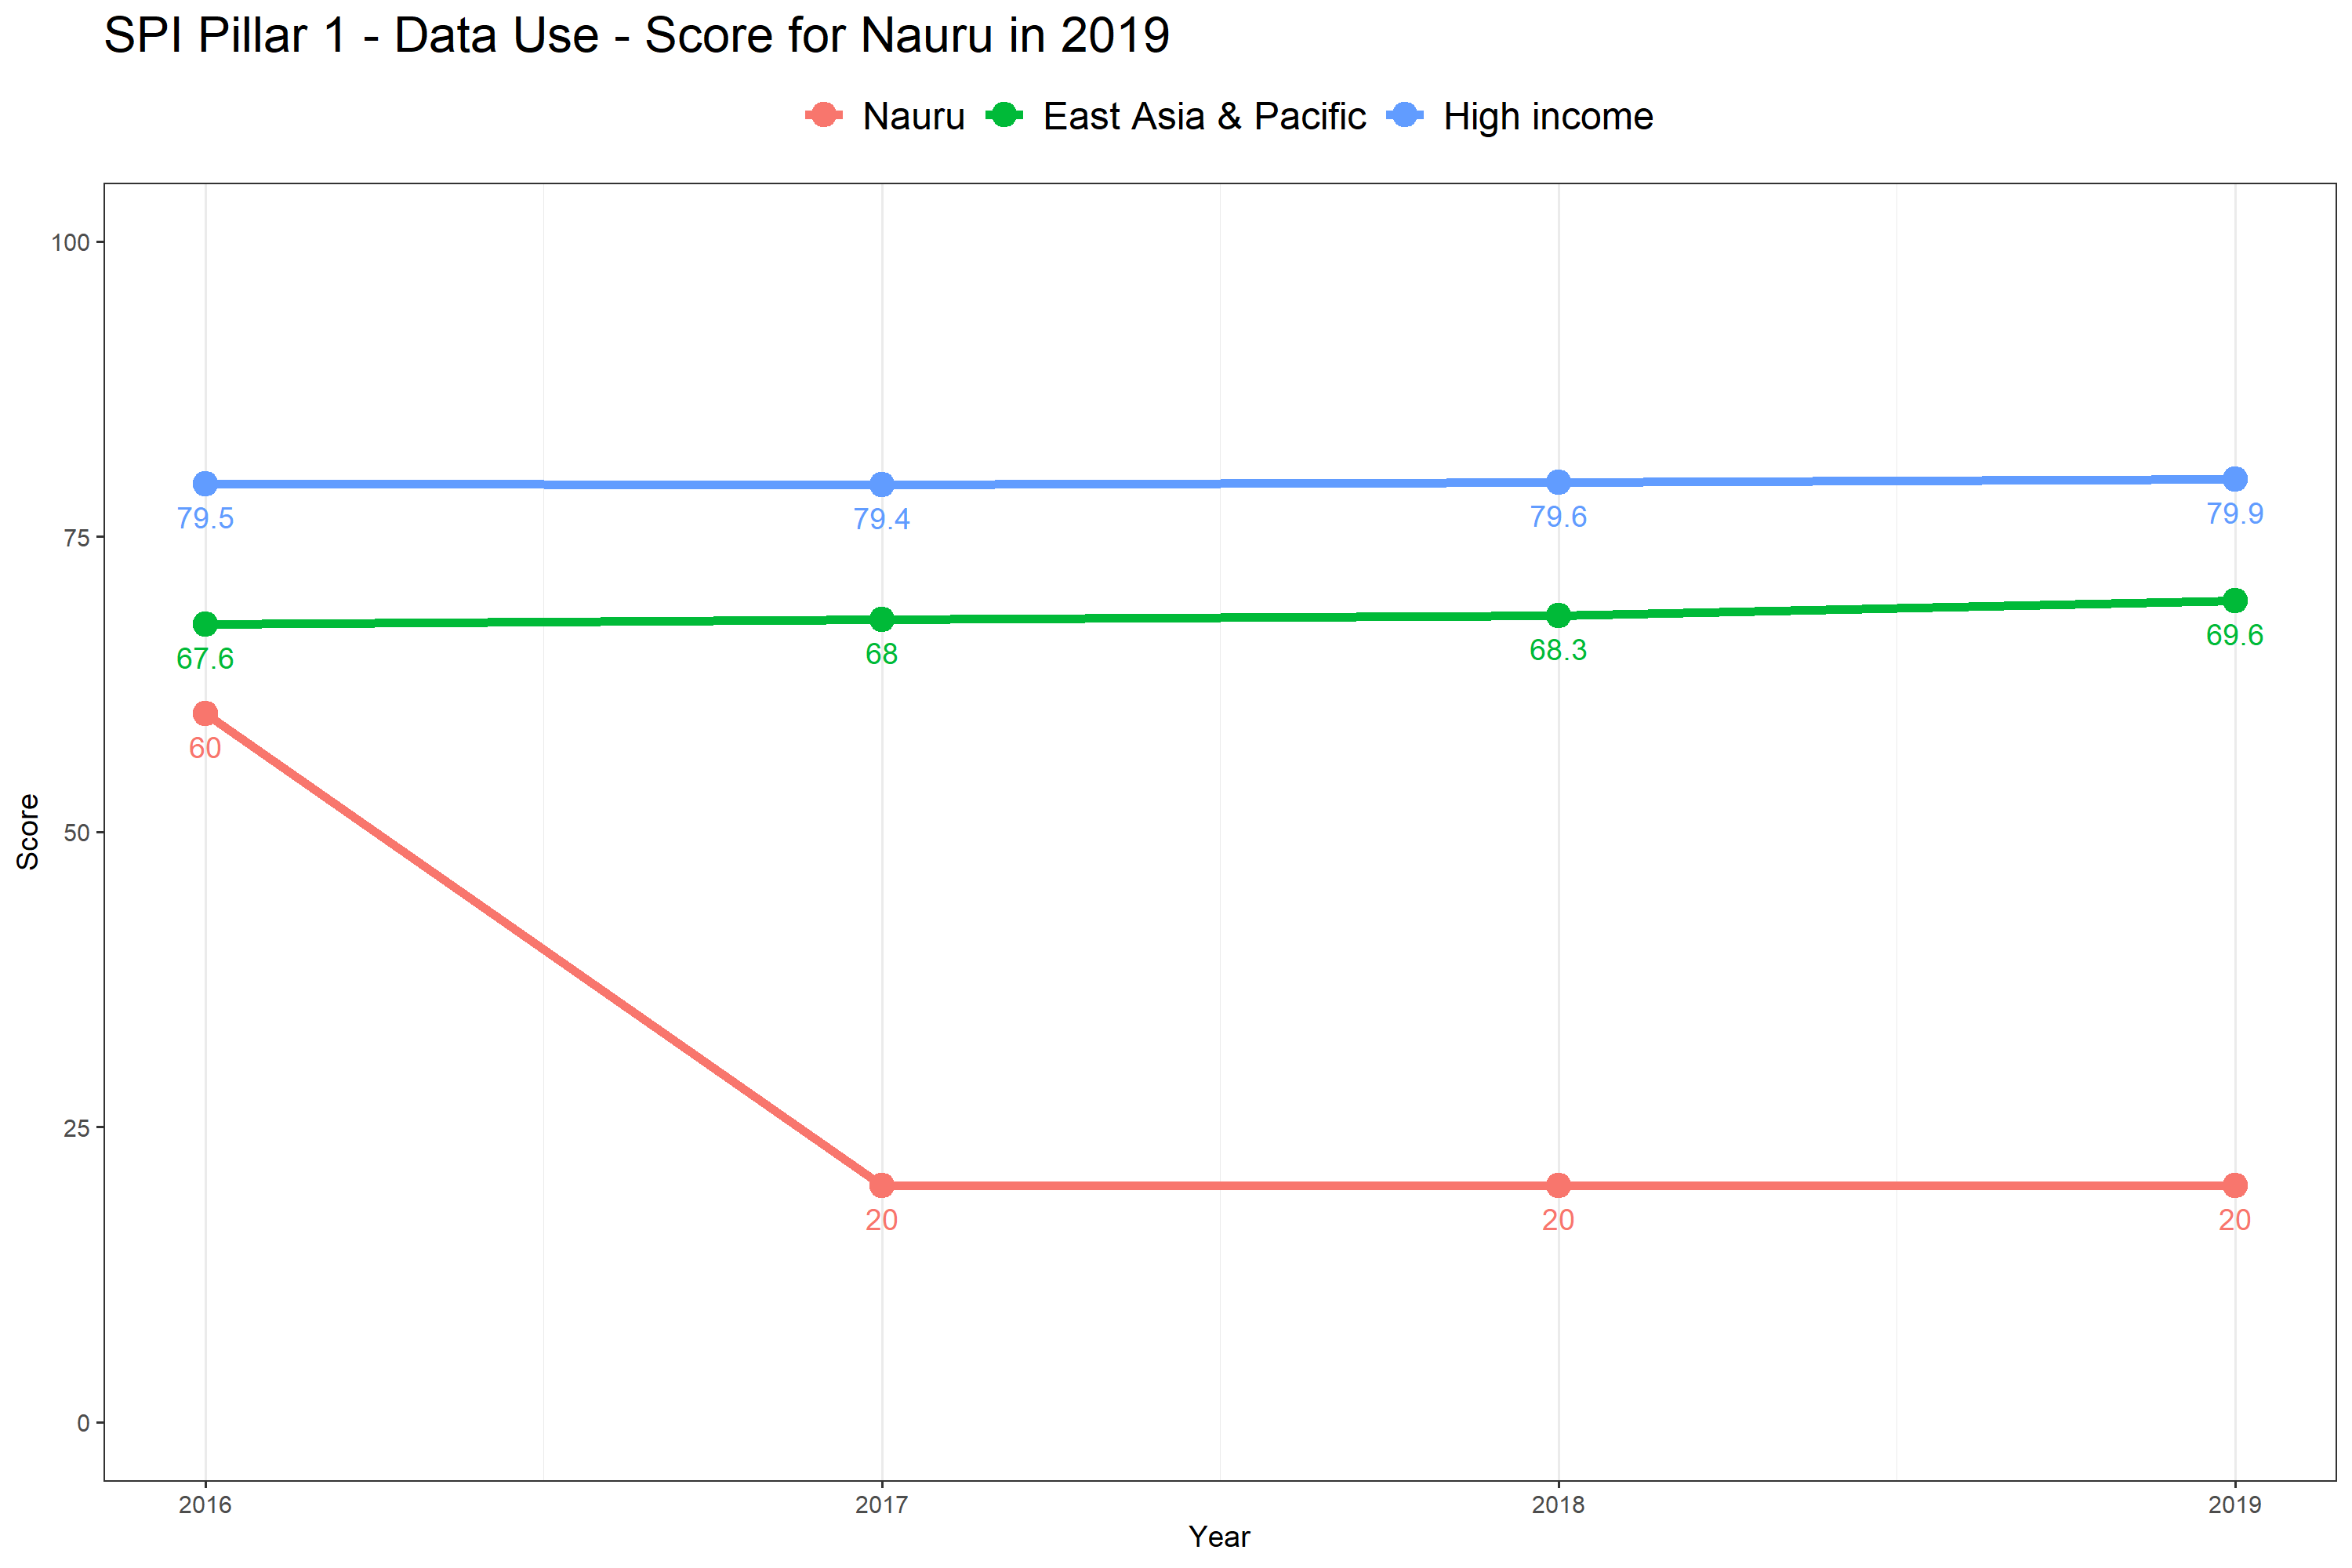 SPI Pillar 1 - Data Use - Score for Nauru in 2019
Nauru East Asia & Pacific High income
100
75
50
25
0
Score
79.5 79.4 79.6 79.9
67.6 68 68.3 69.6
60
20 20 20
2016 2017 2018 2019
Year